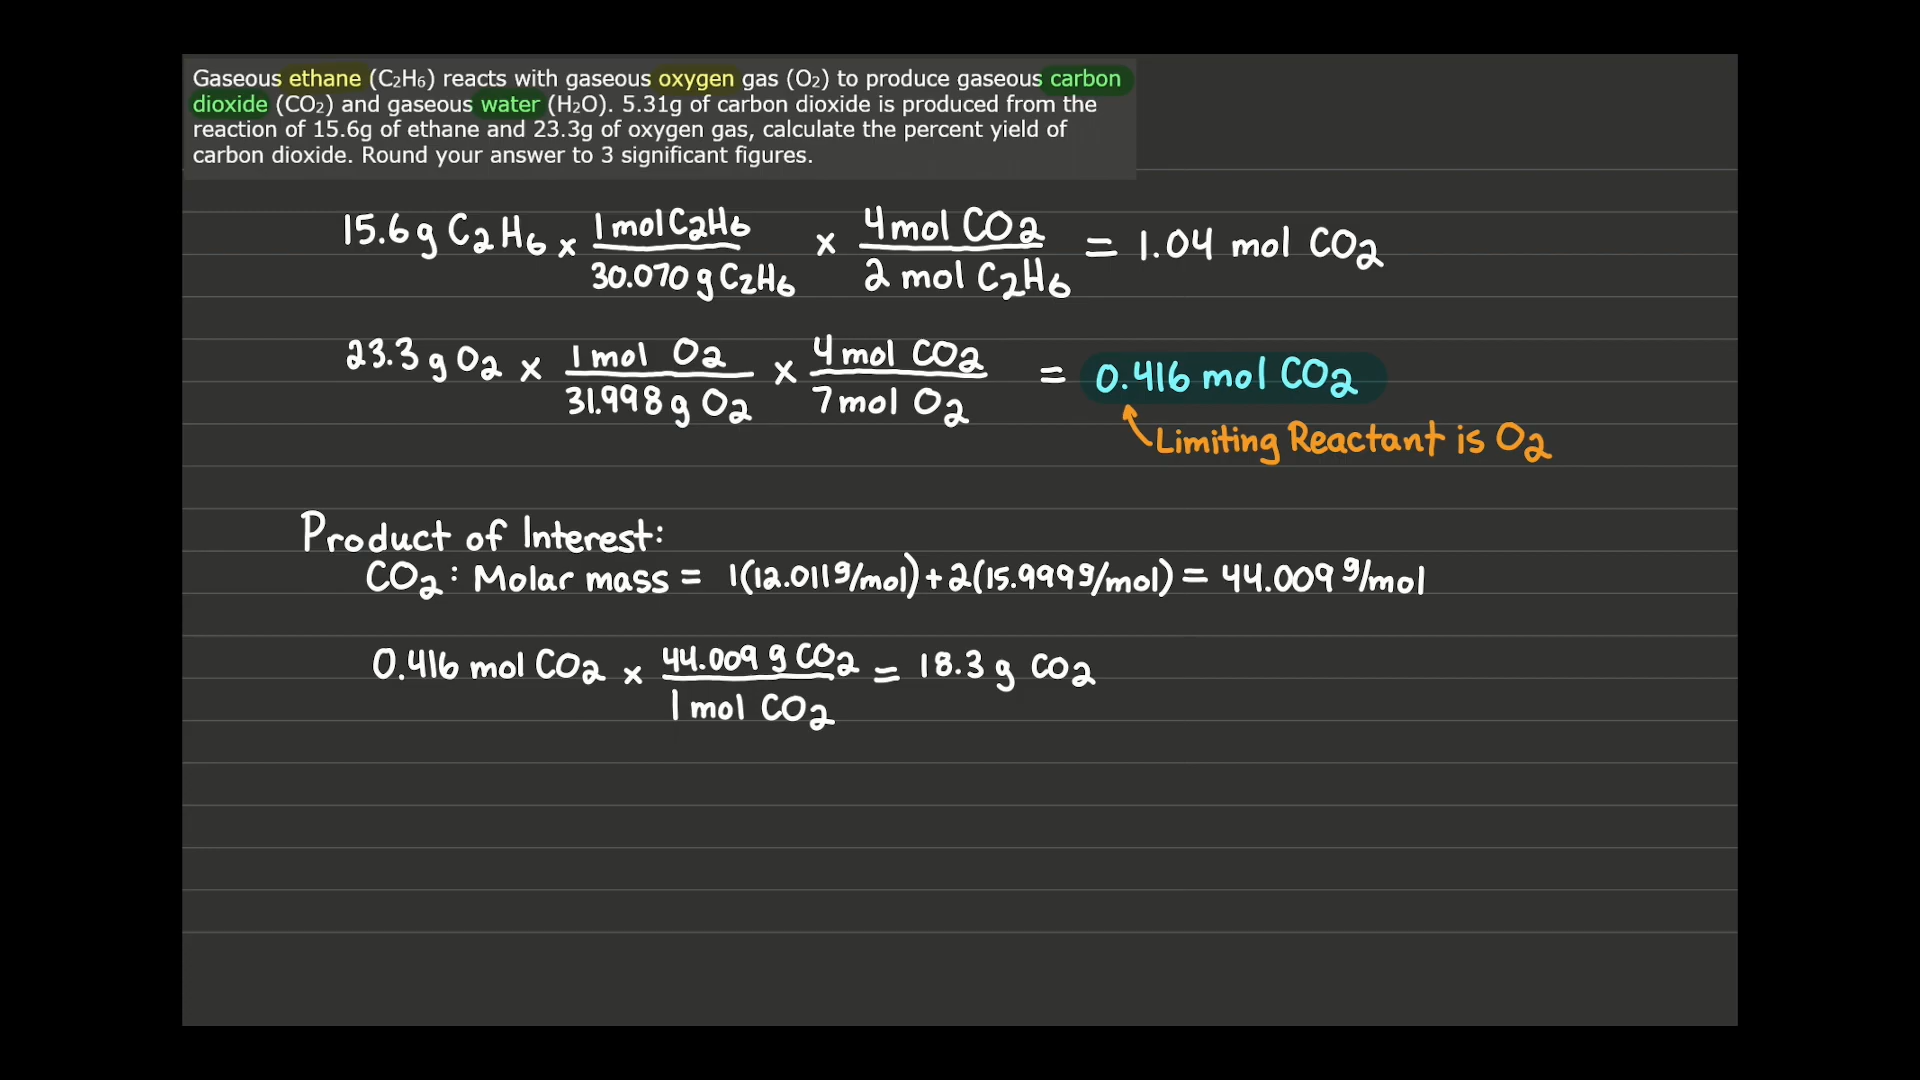 Gaseous ethane (C₂H₆) reacts with gaseous oxygen gas (O₂) to produce gaseous carbon
dioxide (CO₂) and gaseous water (H₂O). 5.31g of carbon dioxide is produced from the
reaction of 15.6g of ethane and 23.3g of oxygen gas, calculate the percent yield of
carbon dioxide. Round your answer to 3 significant figures.
15.6 g C₂H₆ × 1 mol C₂H₆ / 30.070 g C₂H₆ × 4 mol CO₂ / 2 mol C₂H₆ = 1.04 mol CO₂
23.3 g O₂ × 1 mol O₂ / 31.998 g O₂ × 4 mol CO₂ / 7 mol O₂ = 0.416 mol CO₂
Limiting Reactant is O₂
Product of Interest:
CO₂: Molar mass = 1(12.011 g/mol) + 2(15.999 g/mol) = 44.009 g/mol
0.416 mol CO₂ × 44.009 g CO₂ / 1 mol CO₂ = 18.3 g CO₂